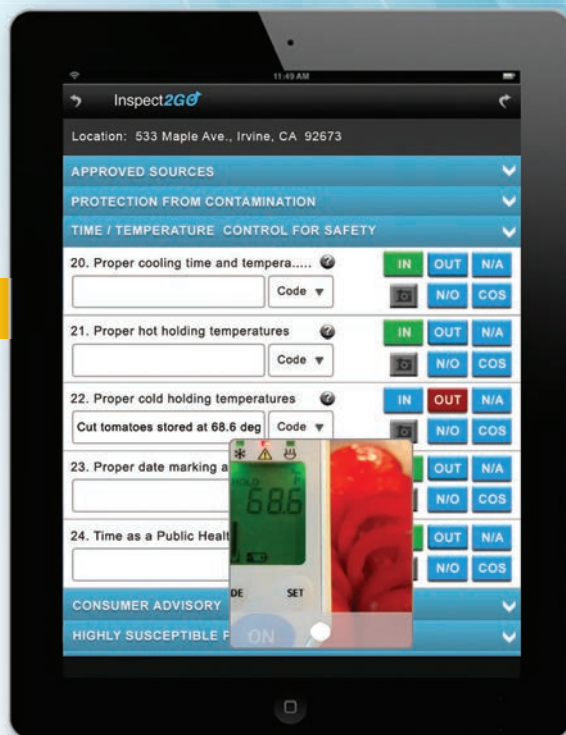 11:49 AM
Inspect2GO
Location: 533 Maple Ave., Irvine, CA 92673
APPROVED SOURCES
PROTECTION FROM CONTAMINATION
TIME / TEMPERATURE CONTROL FOR SAFETY
20. Proper cooling time and tempera..... ?
IN OUT N/A
Code
N/O COS
21. Proper hot holding temperatures ?
IN OUT N/A
Code
N/O COS
22. Proper cold holding temperatures ?
IN OUT N/A
Cut tomatoes stored at 68.6 deg
Code
N/O COS
23. Proper date marking a
OUT N/A
N/O COS
24. Time as a Public Healt
OUT N/A
N/O COS
HOLD °F
68.6
DE SET
ON
CONSUMER ADVISORY
HIGHLY SUSCEPTIBLE P